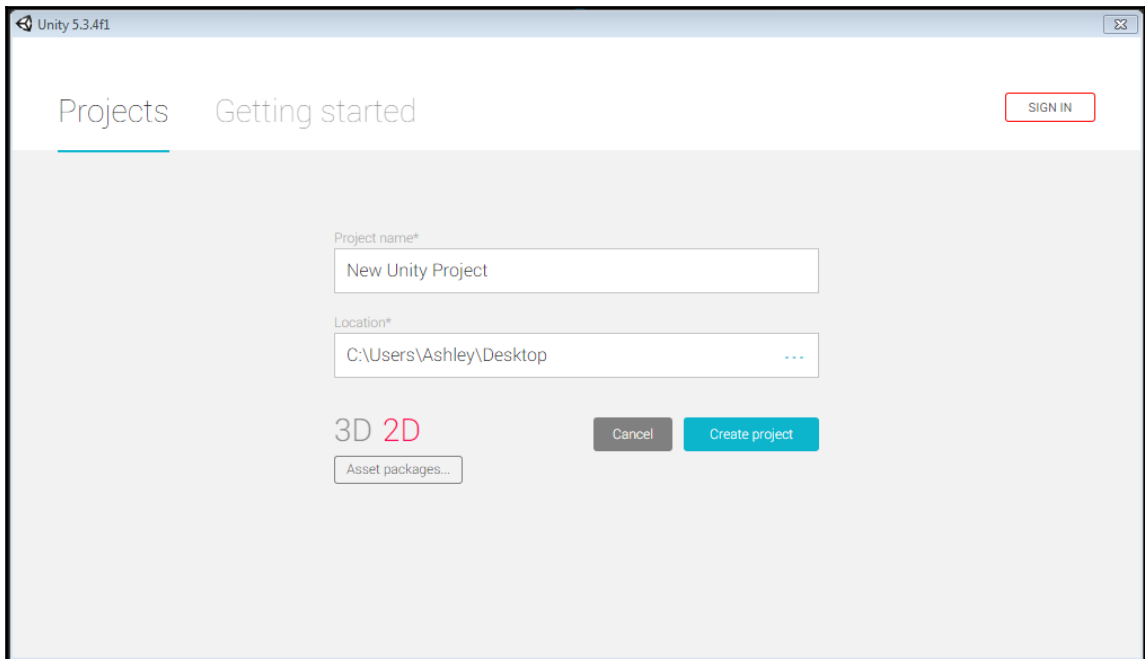 Unity 5.3.4f1
Projects Getting started SIGN IN
Project name*
New Unity Project
Location*
C:\Users\Ashley\Desktop ...
3D 2D Cancel Create project
Asset packages...